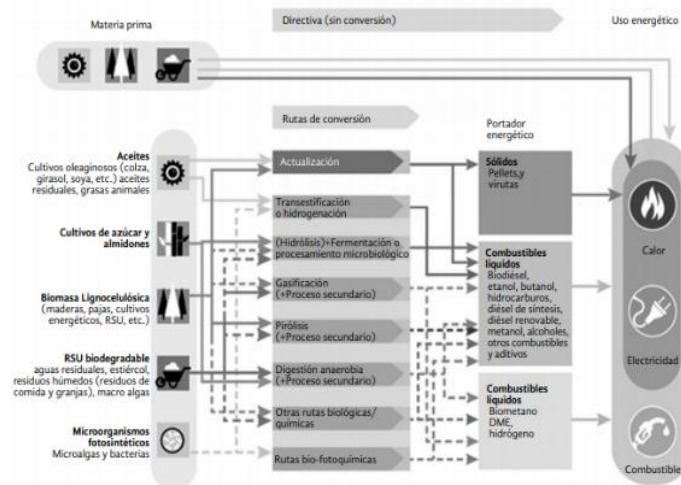 Materia prima
Directiva (sin conversión)
Uso energético
Rutas de conversión
Portador
energético
Aceites
Cultivos oleaginosos (colza,
girasol, soya, etc.) aceites
residuales, grasas animales
Cultivos de azúcar y
almidones
Biomasa Lignocelulósica
(maderas, pajas, cultivos
energéticos, RSU, etc.)
RSU biodegradable
aguas residuales, estiércol,
residuos húmedos (residuos de
comida y granjas), macro algas
Microorganismos
fotosintéticos
Microalgas y bacterias
Actualización
Transestificación
o hidrogenación
(Hidrólisis)+Fermentación o
procesamiento microbiológico
Gasificación
(+Proceso secundario)
Pirólisis
(+Proceso secundario)
Digestión anaerobia
(+Proceso secundario)
Otras rutas biológicas/
químicas
Rutas bio-fotoquímicas
Sólidos
Pellets,y
virutas
Combustibles
líquidos
Biodiésel,
etanol, butanol,
hidrocarburos,
diésel de síntesis,
diésel renovable,
metanol, alcoholes,
otros combustibles
y aditivos
Combustibles
líquidos
Biometano
DME,
hidrógeno
Calor
Electricidad
Combustible